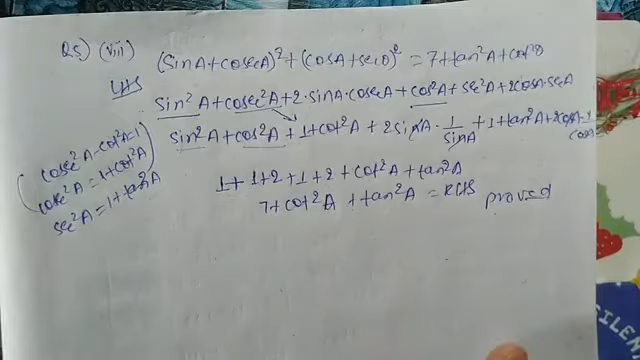 Q5) (viii) (SinA+cosecA)²+(CosA+secA)² = 7+tan²A+cot²A
LHS
Sin²A+cosec²A+2·sinA·cosecA+cos²A+sec²A+2cosA·secA
Sin²A+cos²A+1+cot²A+2sinA·1/sinA+1+tan²A+2cosA·1/cosA
cosec²A-cot²A=1
cosec²A=1+cot²A
sec²A=1+tan²A
1+1+2+1+2+cot²A+tan²A
7+cot²A+tan²A=RHS proved
SILEN